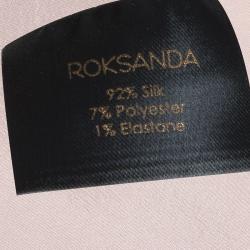 ROKSANDA
92% Silk
7% Polyester
1% Elastane